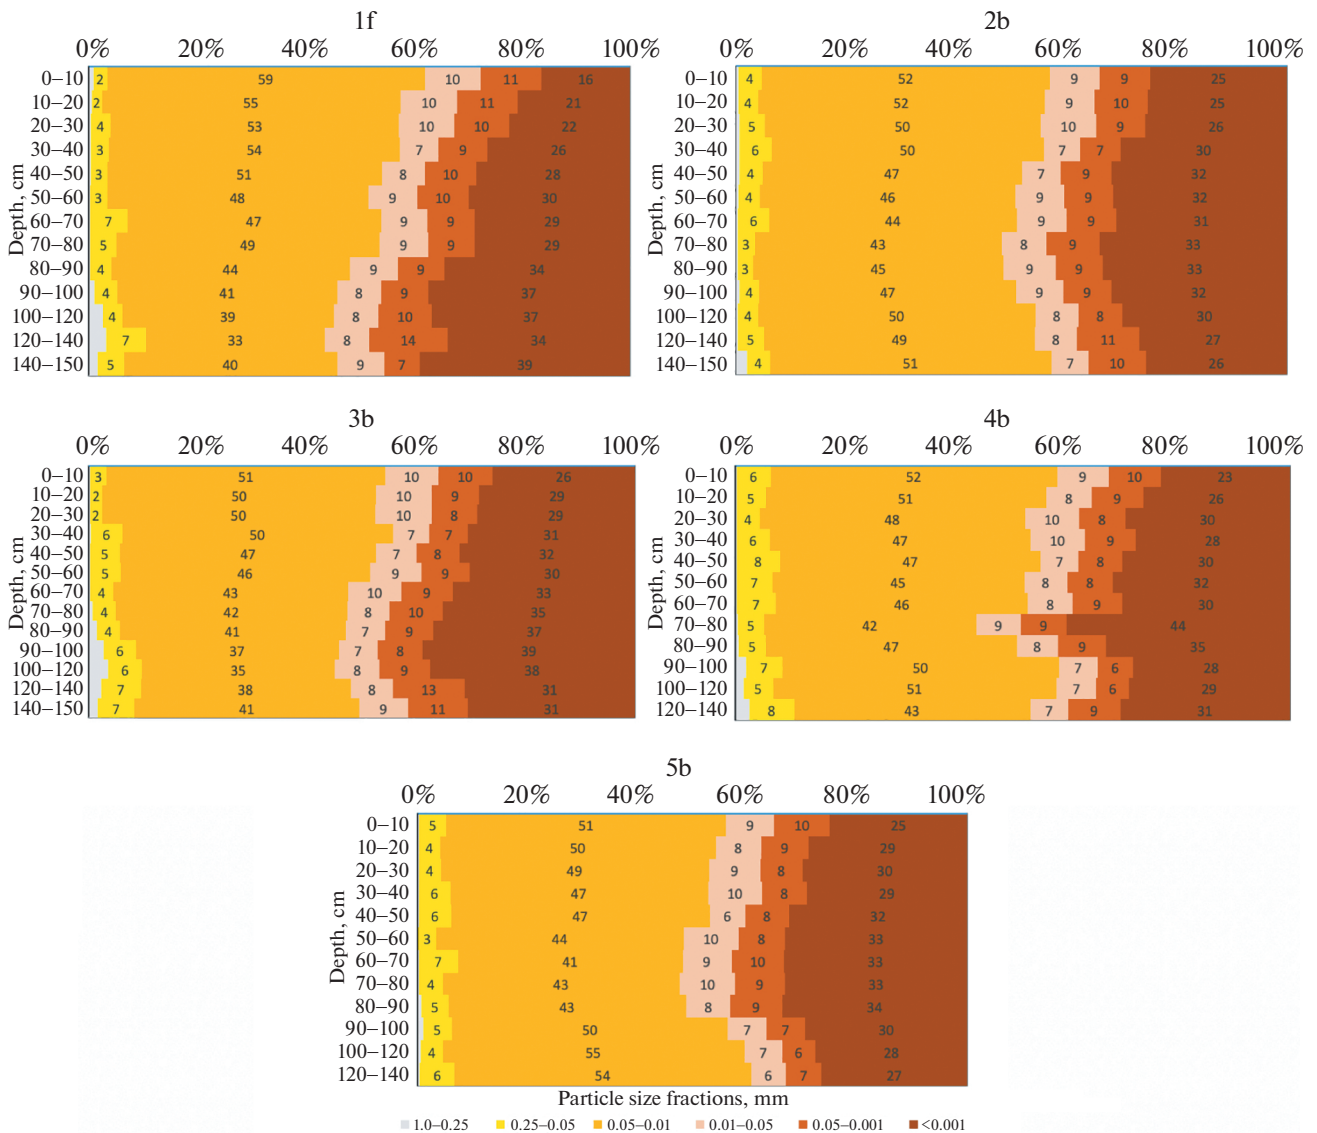 1f
0% 20% 40% 60% 80% 100%
Depth, cm
0–10 2 59 10 11 16
10–20 2 55 10 11 21
20–30 4 53 10 10 22
30–40 3 54 7 9 26
40–50 3 51 8 10 28
50–60 3 48 9 10 30
60–70 7 47 9 9 29
70–80 5 49 9 9 29
80–90 4 44 9 9 34
90–100 4 41 8 9 37
100–120 4 39 8 10 37
120–140 7 33 8 14 34
140–150 5 40 9 7 39
2b
0% 20% 40% 60% 80% 100%
Depth, cm
0–10 4 52 9 9 25
10–20 4 52 9 10 25
20–30 5 50 10 9 26
30–40 6 50 7 7 30
40–50 4 47 7 9 32
50–60 4 46 9 9 32
60–70 6 44 9 9 31
70–80 3 43 8 9 33
80–90 3 45 9 9 33
90–100 4 47 9 9 32
100–120 4 50 8 8 30
120–140 5 49 8 11 27
140–150 4 51 7 10 26
3b
0% 20% 40% 60% 80% 100%
Depth, cm
0–10 3 51 10 10 26
10–20 2 50 10 9 29
20–30 2 50 10 8 29
30–40 6 50 7 7 31
40–50 5 47 7 8 32
50–60 5 46 9 9 30
60–70 4 43 10 9 33
70–80 4 42 8 10 35
80–90 4 41 7 9 37
90–100 6 37 7 8 39
100–120 6 35 8 9 38
120–140 7 38 8 13 31
140–150 7 41 9 11 31
4b
0% 20% 40% 60% 80% 100%
Depth, cm
0–10 6 52 9 10 23
10–20 5 51 8 9 26
20–30 4 48 10 8 30
30–40 6 47 10 9 28
40–50 8 47 7 8 30
50–60 7 45 8 8 32
60–70 7 46 8 9 30
70–80 5 42 9 9 44
80–90 5 47 8 9 35
90–100 7 50 7 6 28
100–120 5 51 7 6 29
120–140 8 43 7 9 31
5b
0% 20% 40% 60% 80% 100%
Depth, cm
0–10 5 51 9 10 25
10–20 4 50 8 9 29
20–30 4 49 9 8 30
30–40 6 47 10 8 29
40–50 6 47 6 8 32
50–60 3 44 10 8 33
60–70 7 41 9 10 33
70–80 4 43 10 9 33
80–90 5 43 8 9 34
90–100 5 50 7 7 30
100–120 4 55 7 6 28
120–140 6 54 6 7 27
Particle size fractions, mm
1.0–0.25 0.25–0.05 0.05–0.01 0.01–0.05 0.05–0.001 <0.001